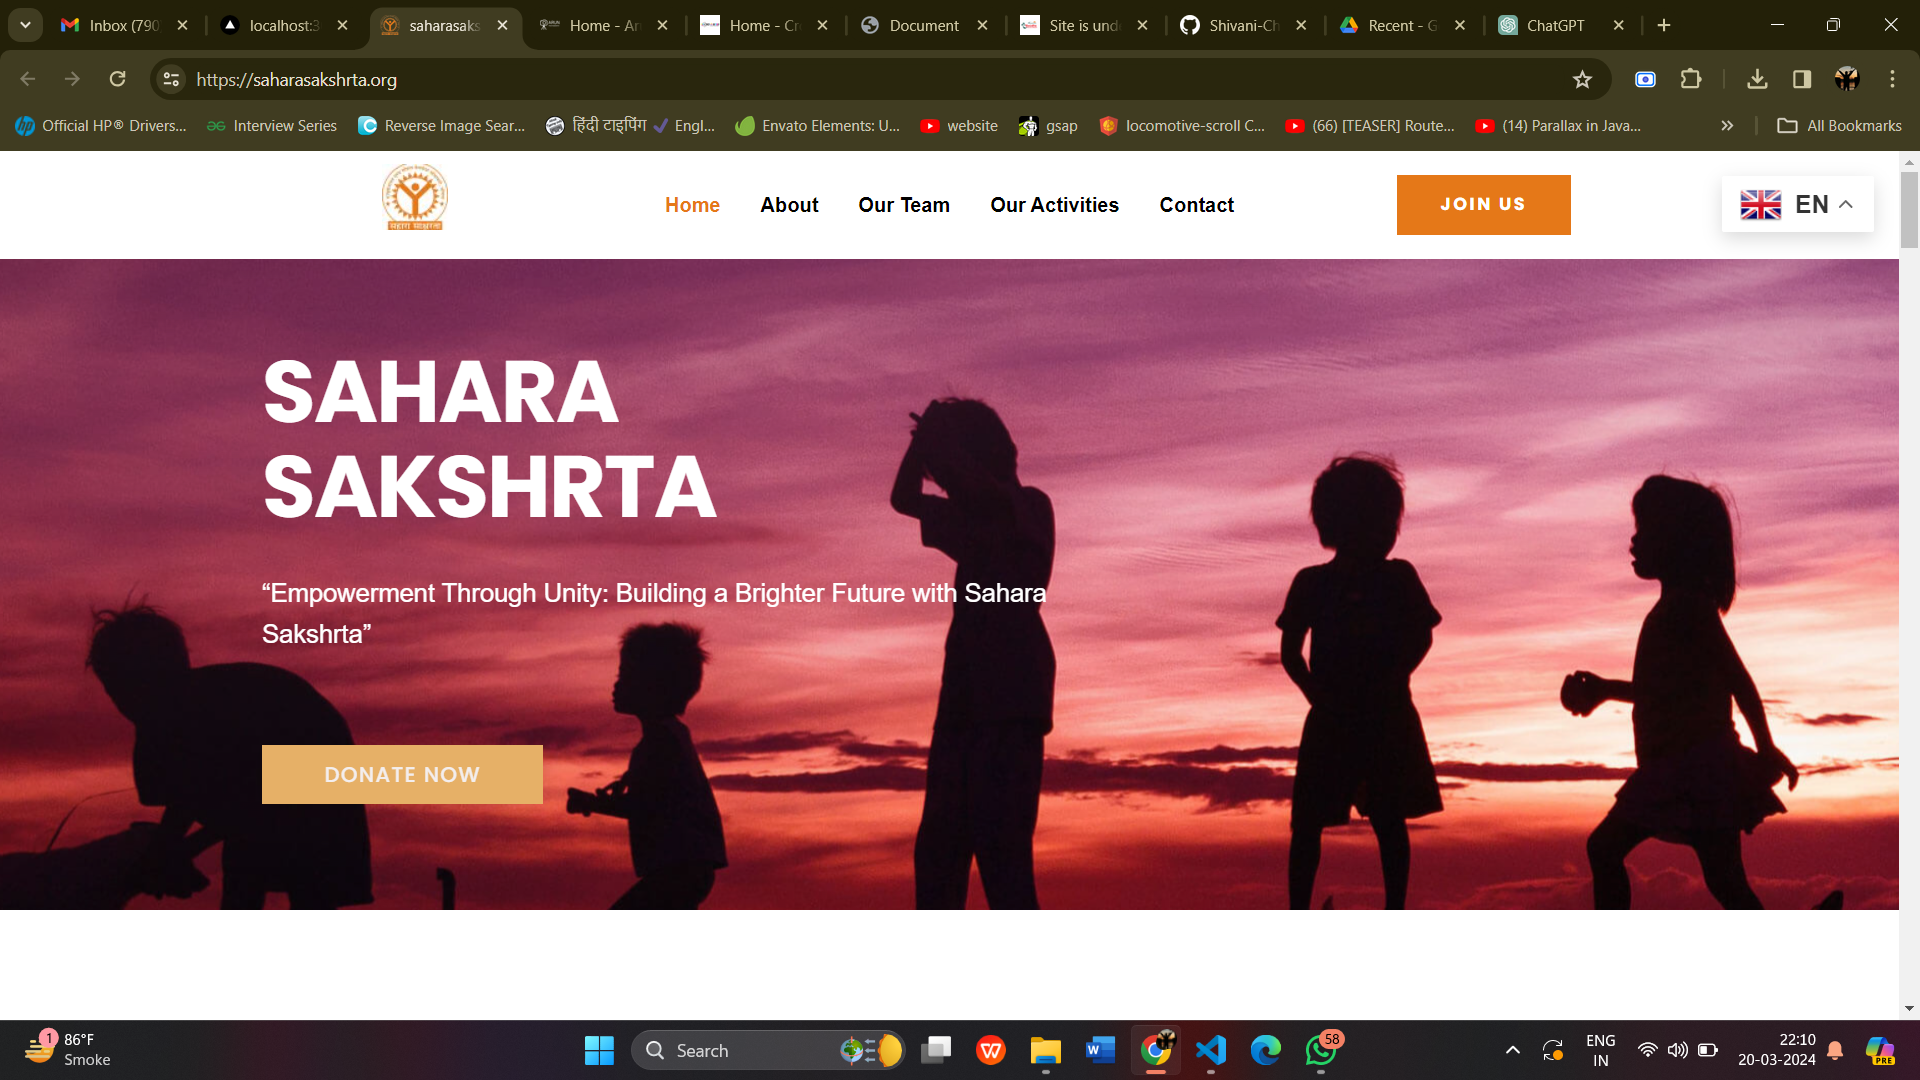 Inbox (790
localhost:3
saharasaks
Home - Ar
Home - Cr
Document
Site is und
Shivani-Ch
Recent - G
ChatGPT
https://saharasakshrta.org
Official HP® Drivers...
Interview Series
Reverse Image Sear...
हिंदी टाइपिंग ✔ Engl...
Envato Elements: U...
website
gsap
locomotive-scroll C...
(66) [TEASER] Route...
(14) Parallax in Java...
All Bookmarks
सहारा साक्षरता
Home
About
Our Team
Our Activities
Contact
JOIN US
EN
SAHARA
SAKSHRTA
“Empowerment Through Unity: Building a Brighter Future with Sahara
Sakshrta”
DONATE NOW
1
86°F
Smoke
Search
58
ENG
IN
22:10
20-03-2024
PRE